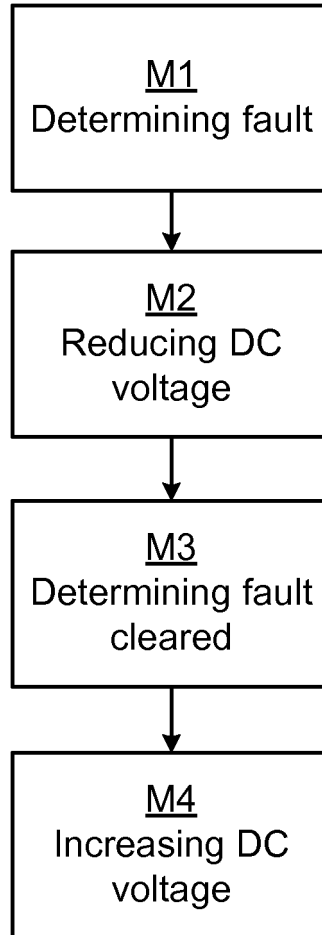 M1
Determining fault
M2
Reducing DC
voltage
M3
Determining fault
cleared
M4
Increasing DC
voltage